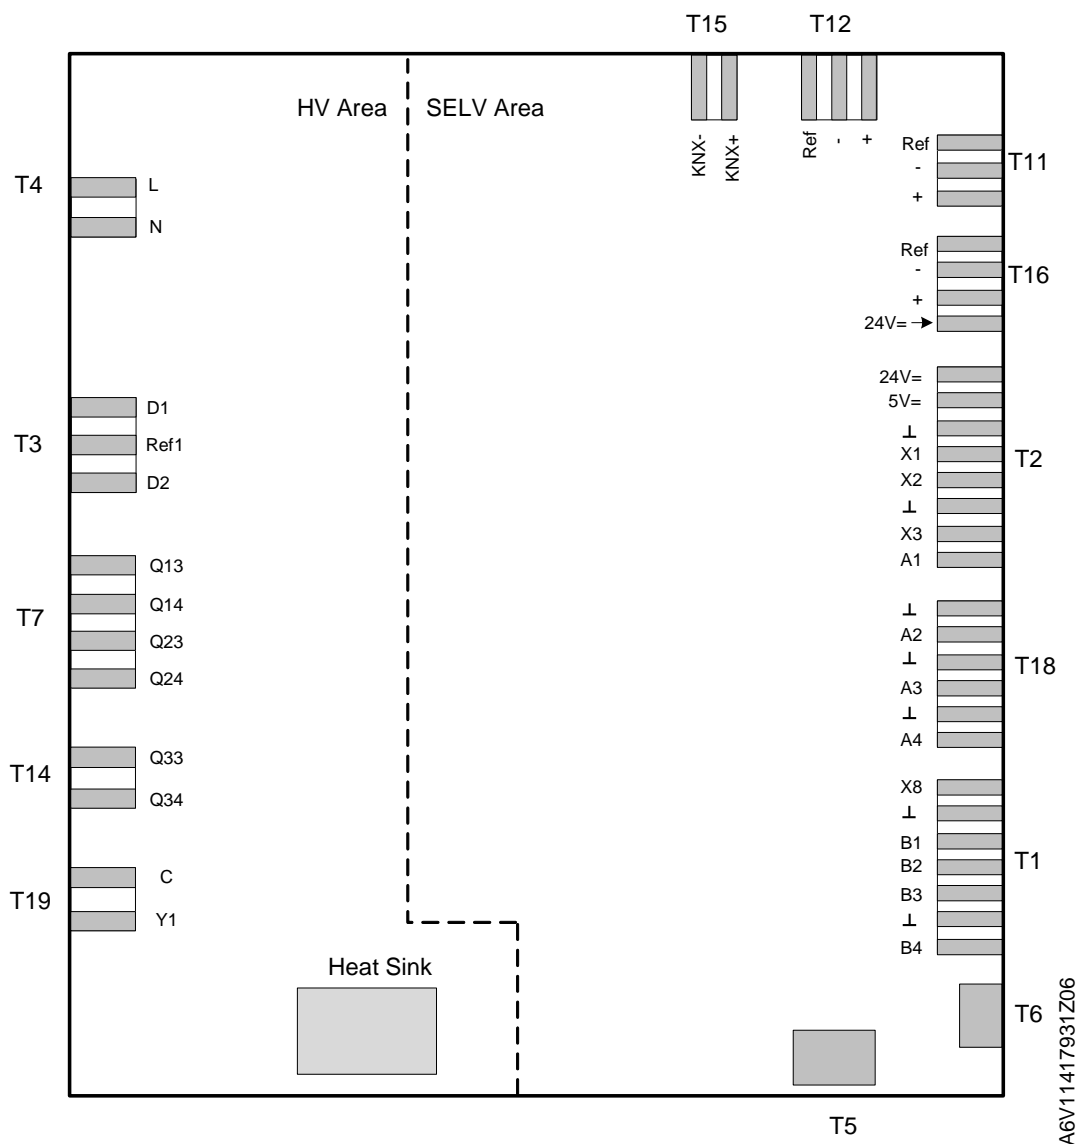 T15
T12
HV Area
SELV Area
KNX-
KNX+
Ref
-
+
T4
L
N
T3
D1
Ref1
D2
T7
Q13
Q14
Q23
Q24
T14
Q33
Q34
T19
C
Y1
Heat Sink
Ref
-
+
T11
Ref
-
+
24V=
T16
24V=
5V=
⊥
X1
X2
⊥
X3
A1
T2
⊥
A2
⊥
A3
⊥
A4
T18
X8
⊥
B1
B2
B3
⊥
B4
T1
T6
T5
A6V11417931Z06